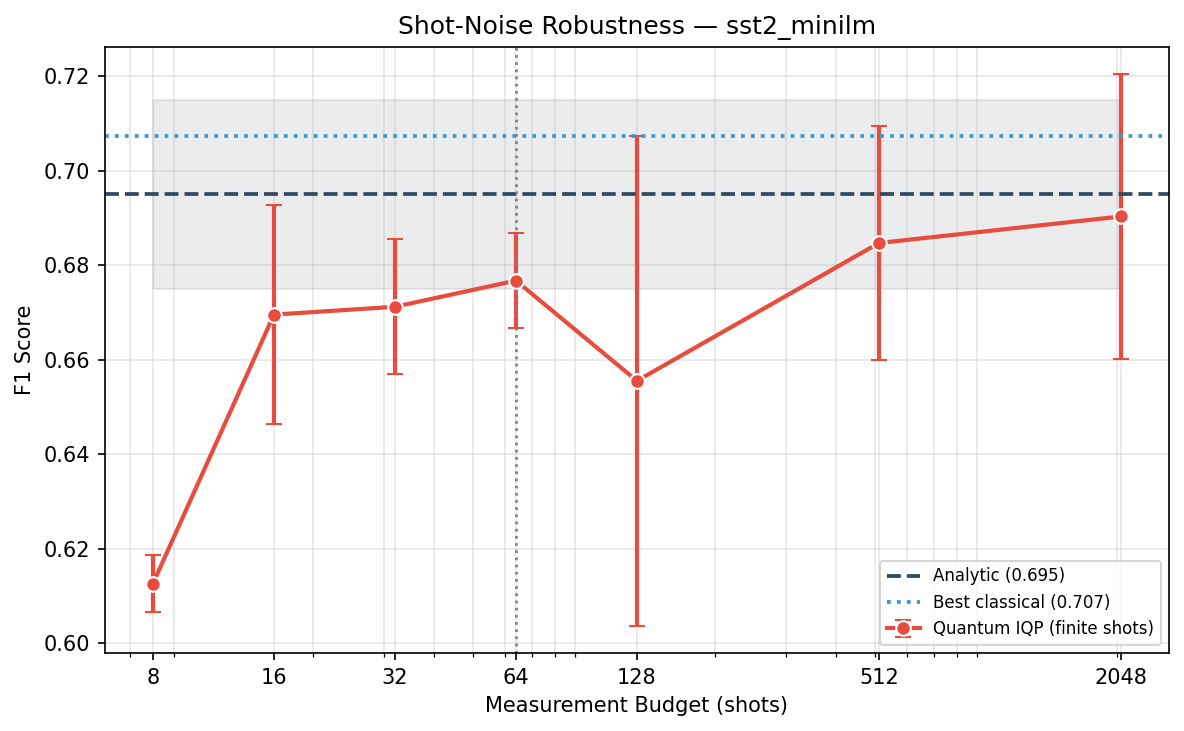 Shot-Noise Robustness — sst2_minilm
F1 Score
0.72
0.70
0.68
0.66
0.64
0.62
0.60
Analytic (0.695)
Best classical (0.707)
Quantum IQP (finite shots)
8 16 32 64 128 512 2048
Measurement Budget (shots)